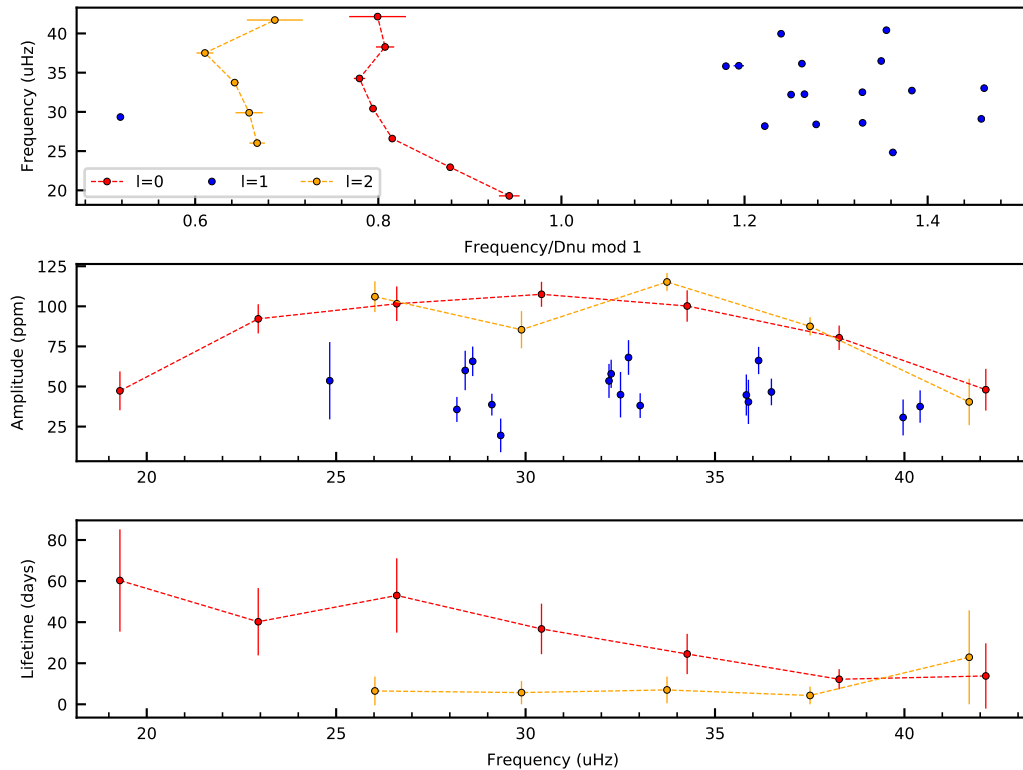 Frequency (uHz)
40
35
30
25
20
l=0 l=1 l=2
0.6 0.8 1.0 1.2 1.4
Frequency/Dnu mod 1
Amplitude (ppm)
125
100
75
50
25
20 25 30 35 40
Lifetime (days)
80
60
40
20
0
20 25 30 35 40
Frequency (uHz)